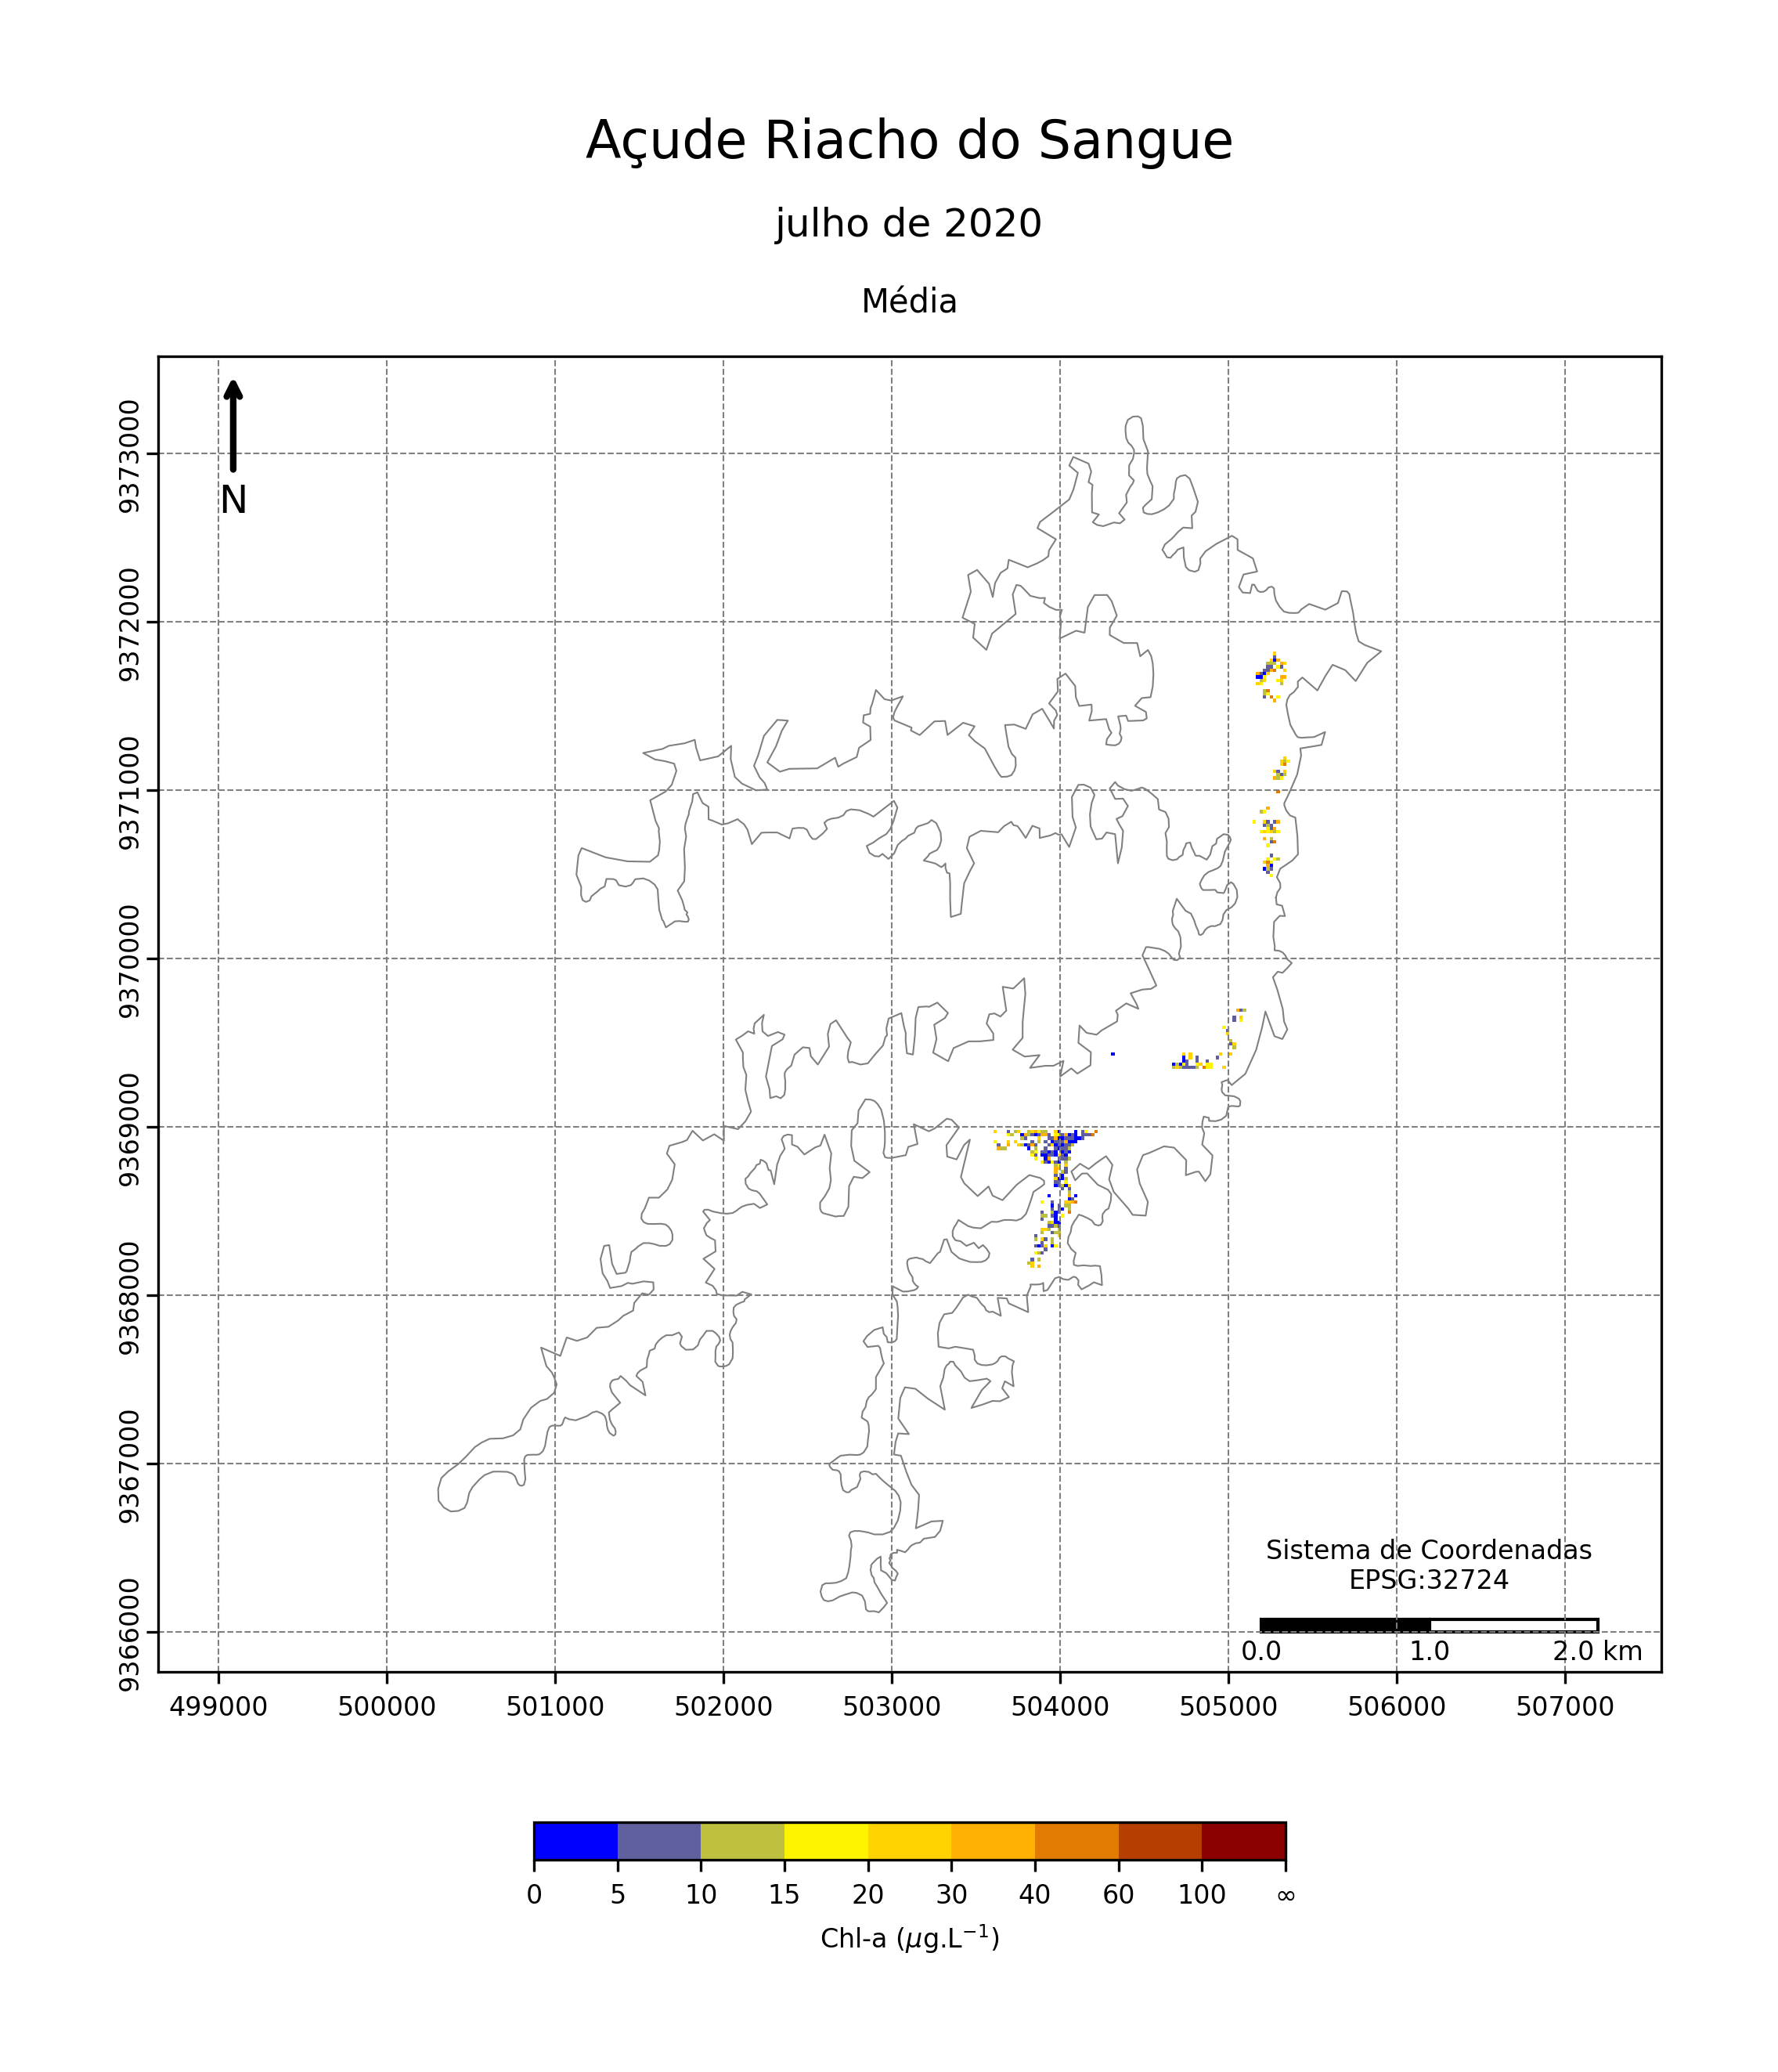 Açude Riacho do Sangue
julho de 2020
Média
N
9373000
9372000
9371000
9370000
9369000
9368000
9367000
9366000
Sistema de Coordenadas
EPSG:32724
0.0 1.0 2.0 km
499000 500000 501000 502000 503000 504000 505000 506000 507000
0 5 10 15 20 30 40 60 100 ∞
Chl-a (µg.L⁻¹)